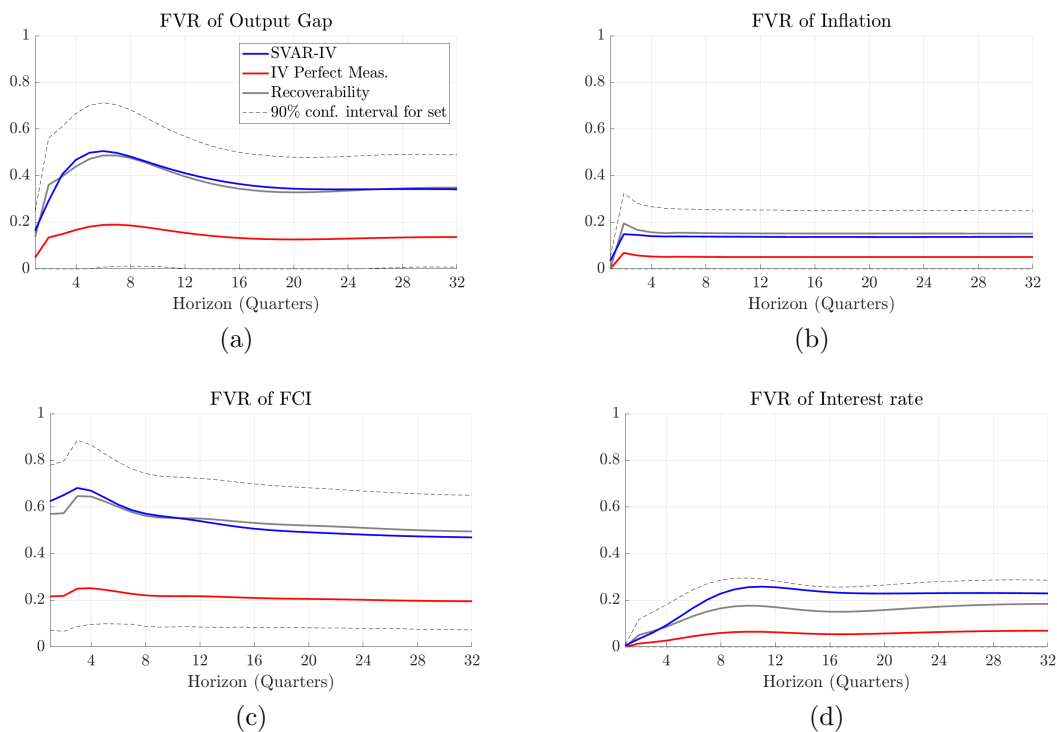 FVR of Output Gap
1
0.8
0.6
0.4
0.2
0
SVAR-IV
IV Perfect Meas.
Recoverability
90% conf. interval for set
4 8 12 16 20 24 28 32
Horizon (Quarters)
(a)
FVR of Inflation
1
0.8
0.6
0.4
0.2
0
4 8 12 16 20 24 28 32
Horizon (Quarters)
(b)
FVR of FCI
1
0.8
0.6
0.4
0.2
0
4 8 12 16 20 24 28 32
Horizon (Quarters)
(c)
FVR of Interest rate
1
0.8
0.6
0.4
0.2
0
4 8 12 16 20 24 28 32
Horizon (Quarters)
(d)